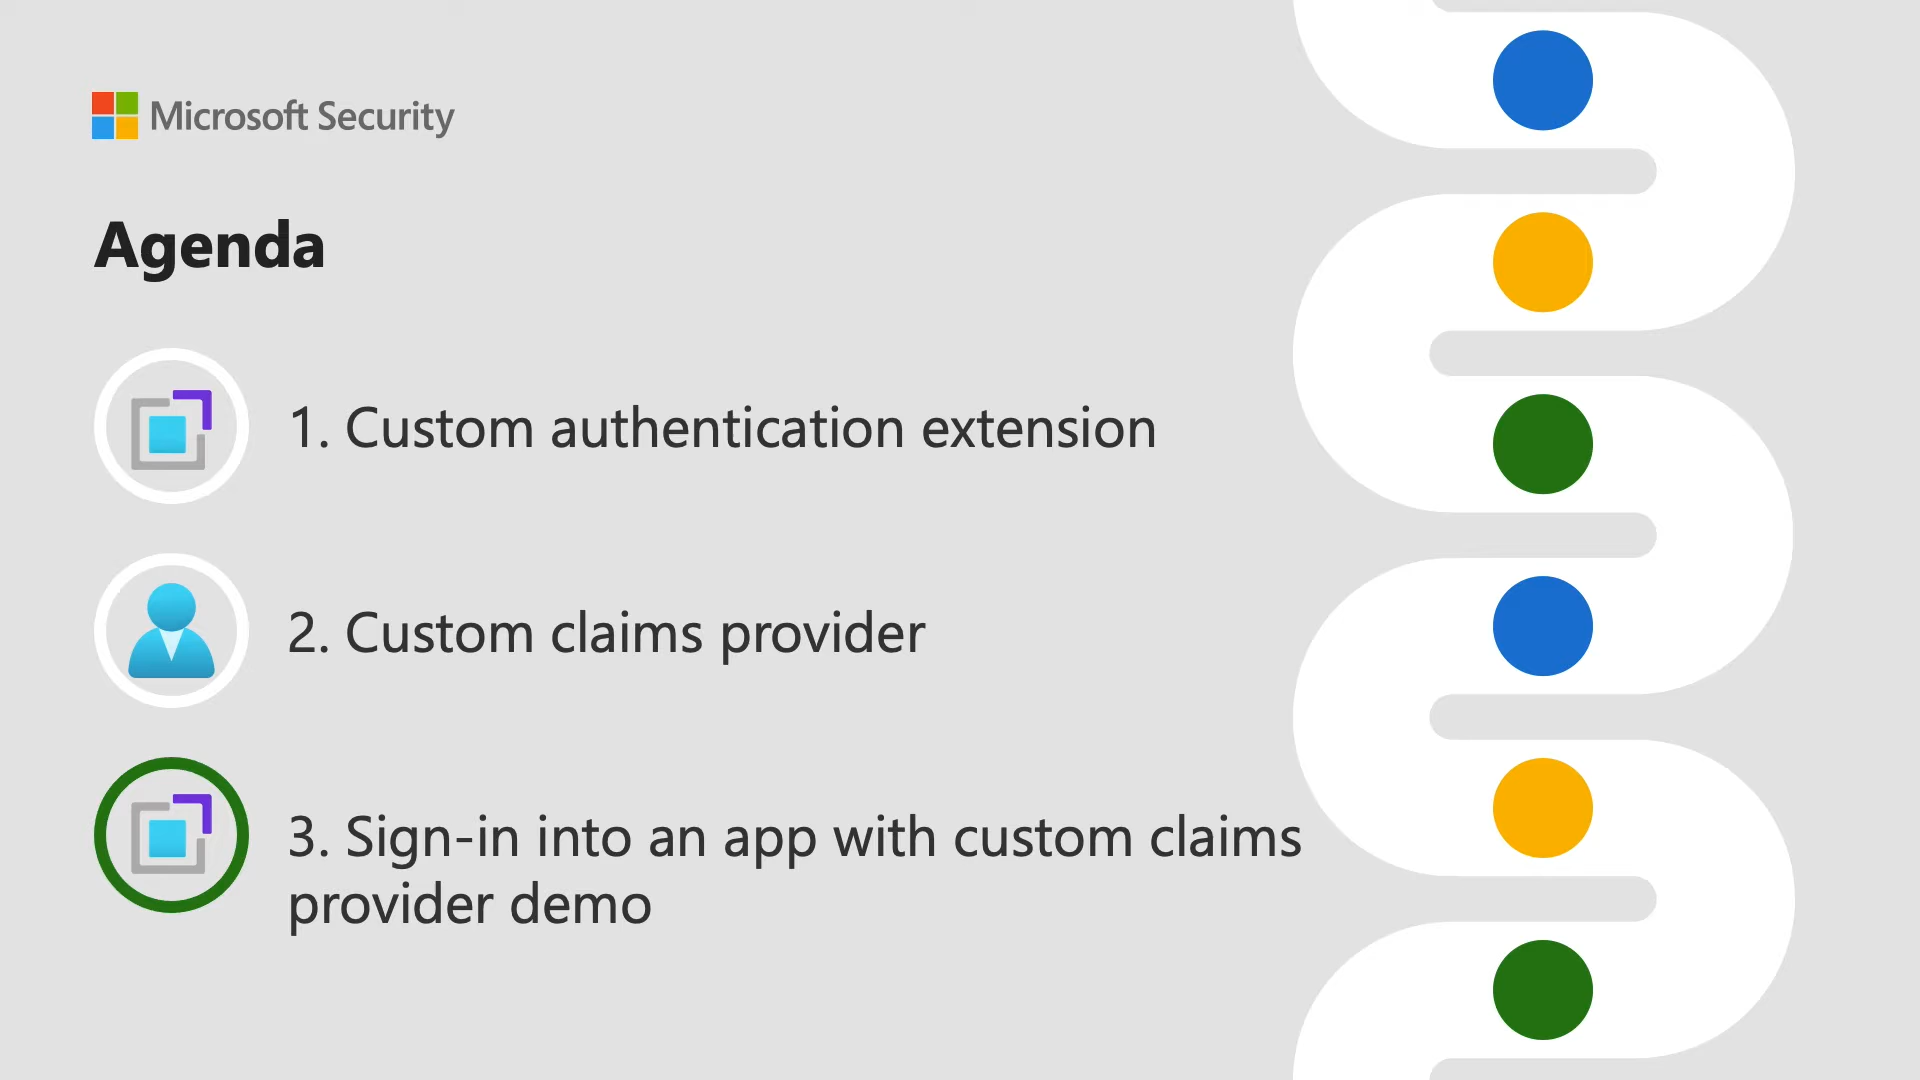 Microsoft Security
Agenda
1. Custom authentication extension
2. Custom claims provider
3. Sign-in into an app with custom claims
provider demo